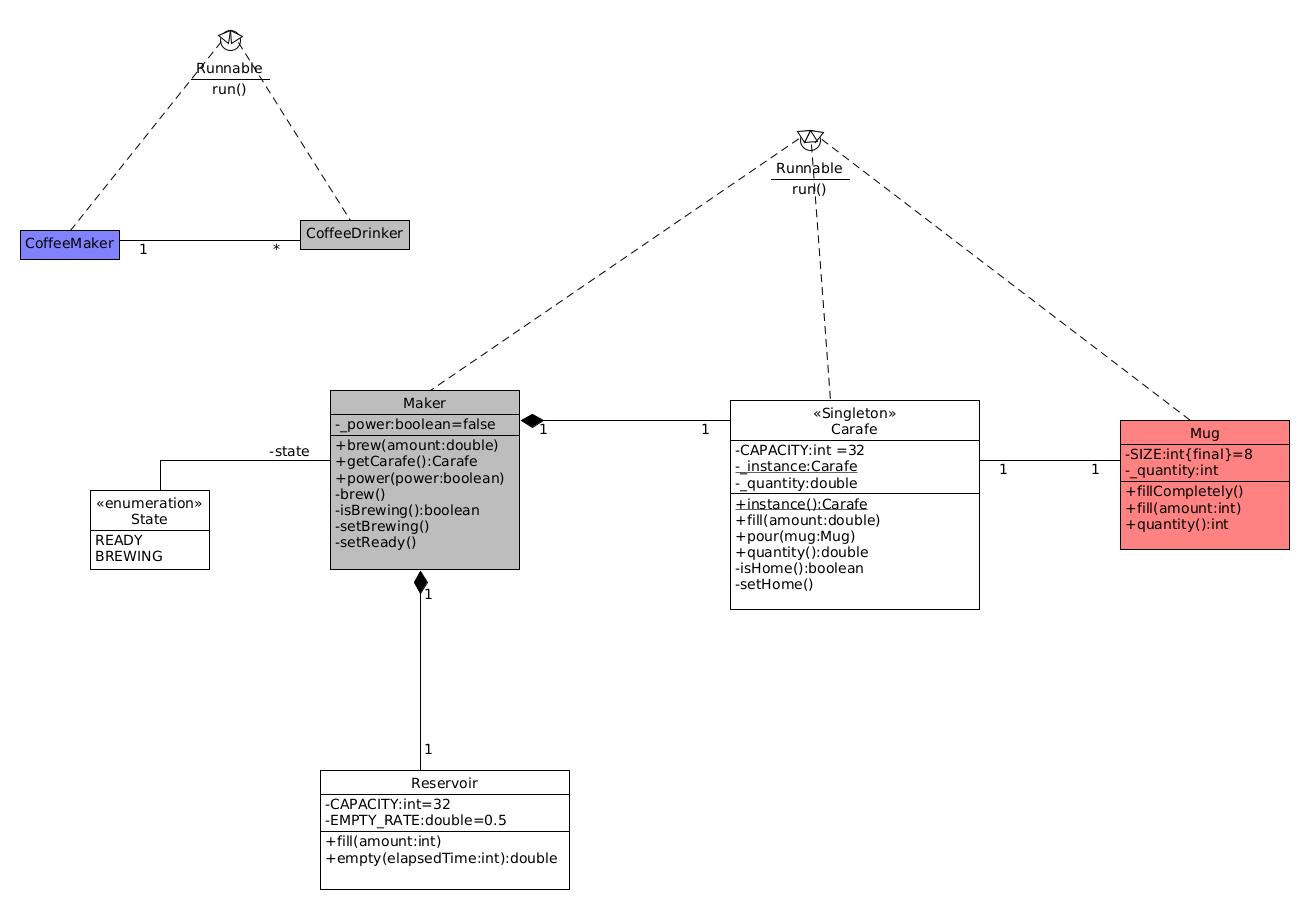 Runnable
run()
CoffeeMaker
1
*
CoffeeDrinker
Runnable
run()
Maker
-_power:boolean=false
+brew(amount:double)
+getCarafe():Carafe
+power(power:boolean)
-brew()
-isBrewing():boolean
-setBrewing()
-setReady()
1
1
«Singleton»
Carafe
-CAPACITY:int =32
-_instance:Carafe
-_quantity:double
+instance():Carafe
+fill(amount:double)
+pour(mug:Mug)
+quantity():double
-isHome():boolean
-setHome()
1
1
Mug
-SIZE:int{final}=8
-_quantity:int
+fillCompletely()
+fill(amount:int)
+quantity():int
-state
«enumeration»
State
READY
BREWING
1
1
Reservoir
-CAPACITY:int=32
-EMPTY_RATE:double=0.5
+fill(amount:int)
+empty(elapsedTime:int):double